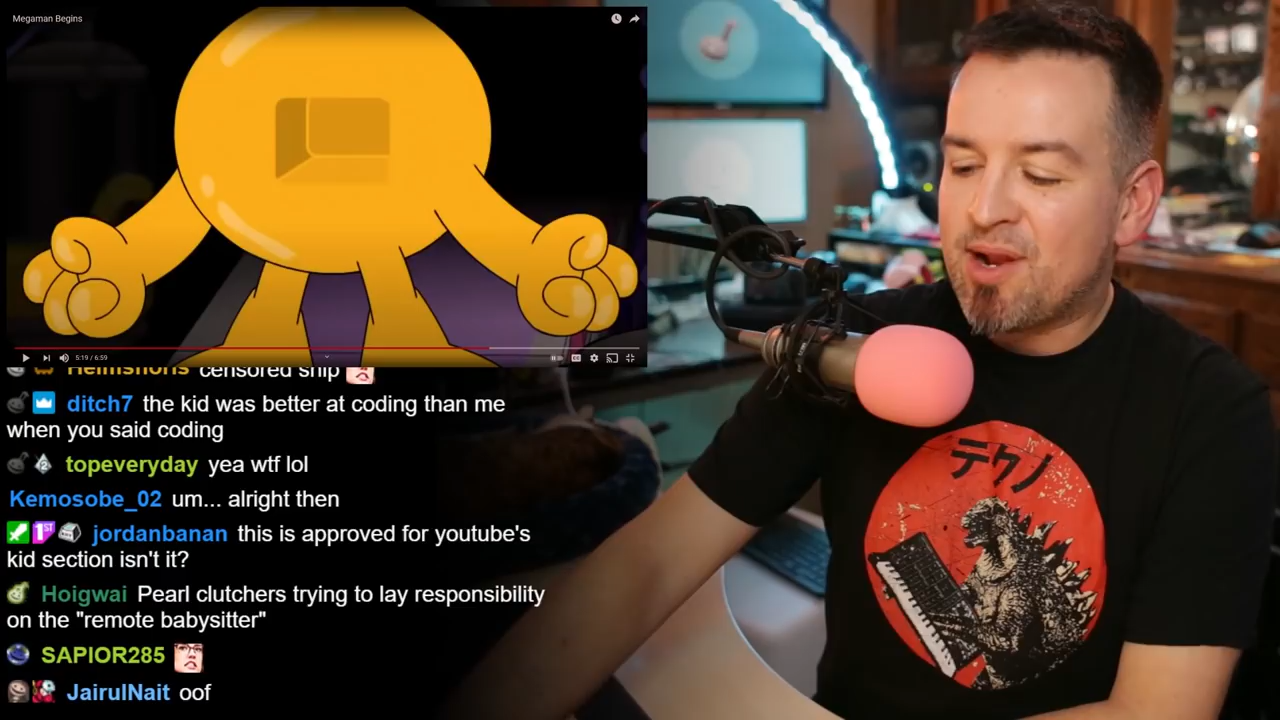 Megaman Begins
5:19 / 6:59
Helmsfloris censored ship
ditch7 the kid was better at coding than me
when you said coding
topeveryday yea wtf lol
Kemosobe_02 um... alright then
1ST jordanbanan this is approved for youtube's
kid section isn't it?
Hoigwai Pearl clutchers trying to lay responsibility
on the "remote babysitter"
SAPIOR285
JairulNait oof
テクノ